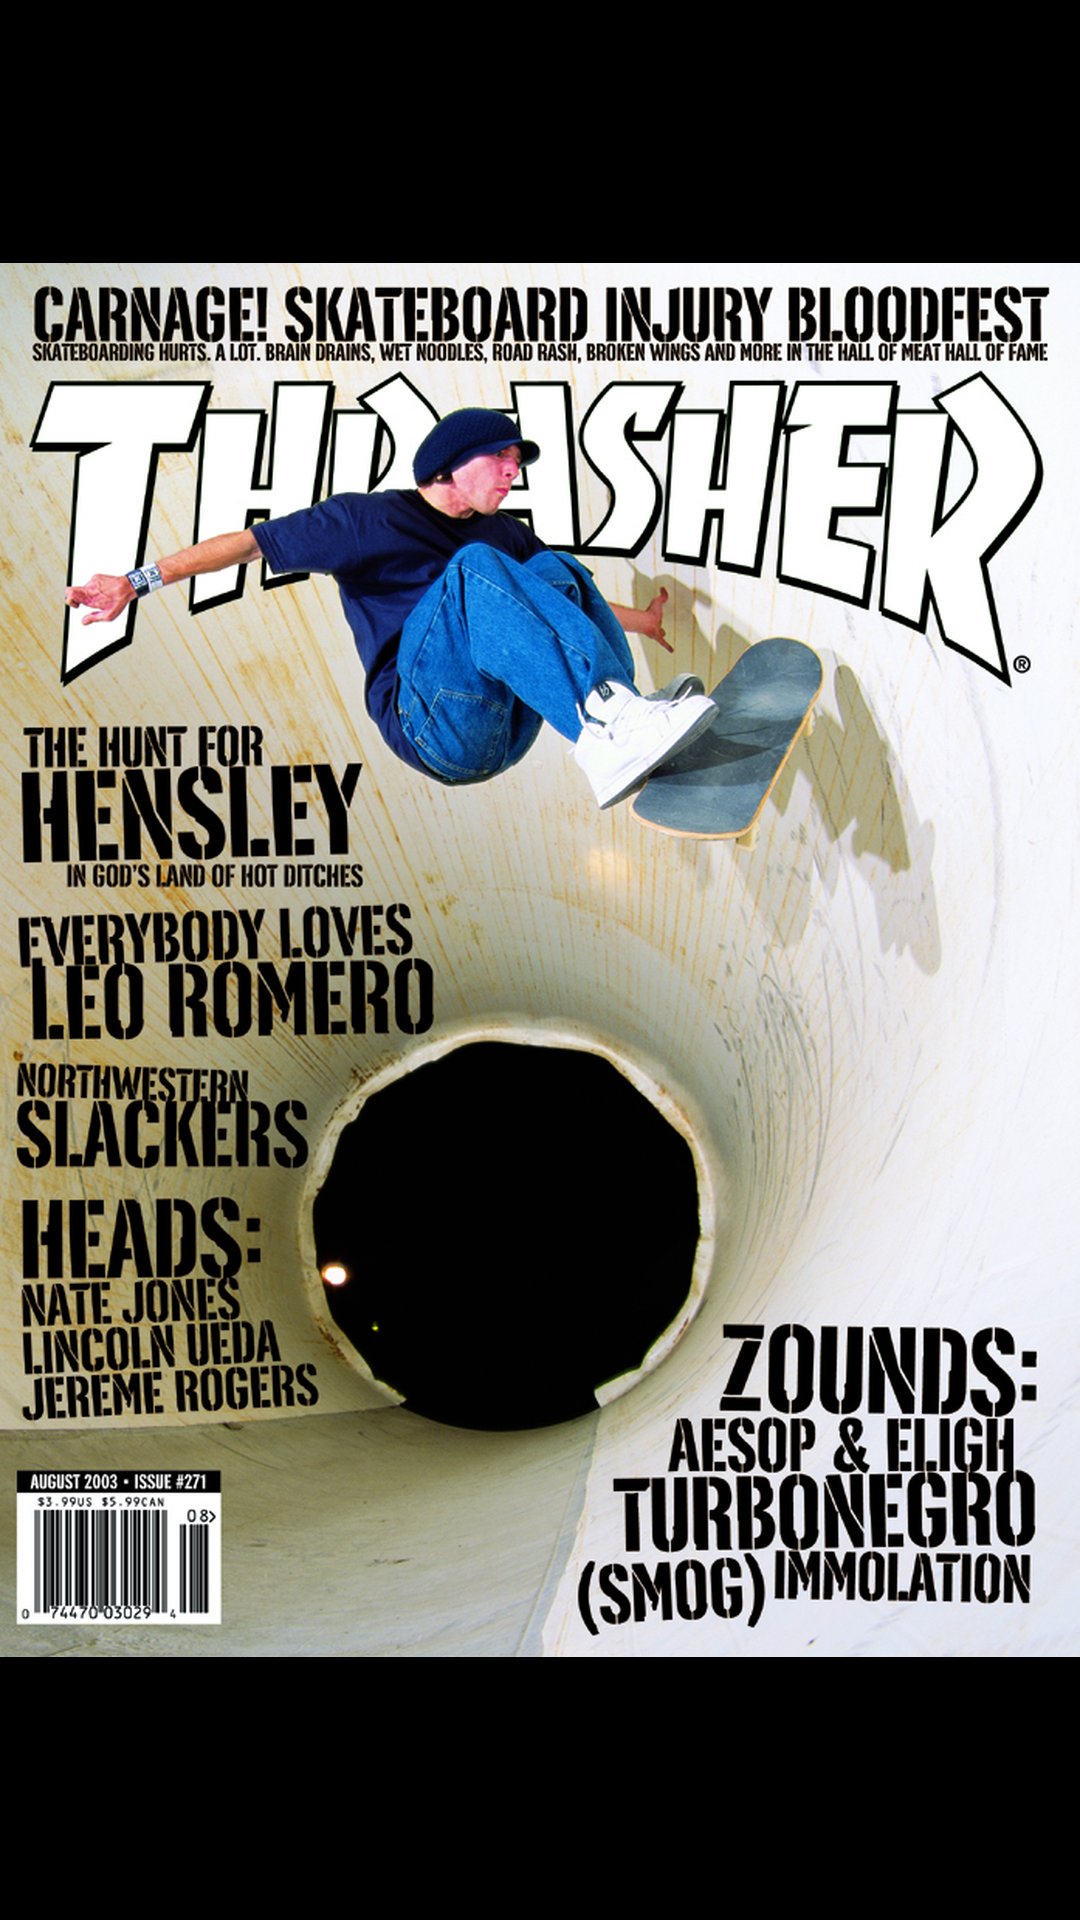 CARNAGE! SKATEBOARD INJURY BLOODFEST
SKATEBOARDING HURTS. A LOT. BRAIN DRAINS, WET NOODLES, ROAD RASH, BROKEN WINGS AND MORE IN THE HALL OF MEAT HALL OF FAME
THRASHER®
THE HUNT FOR
HENSLEY
IN GOD'S LAND OF HOT DITCHES
EVERYBODY LOVES
LEO ROMERO
NORTHWESTERN
SLACKERS
HEADS:
NATE JONES
LINCOLN UEDA
JEREME ROGERS
ZOUNDS:
AESOP & ELIGH
TURBONEGRO
(SMOG) IMMOLATION
AUGUST 2003 • ISSUE #271
$3.99US $5.99CAN
08>
0 74470 03029 4